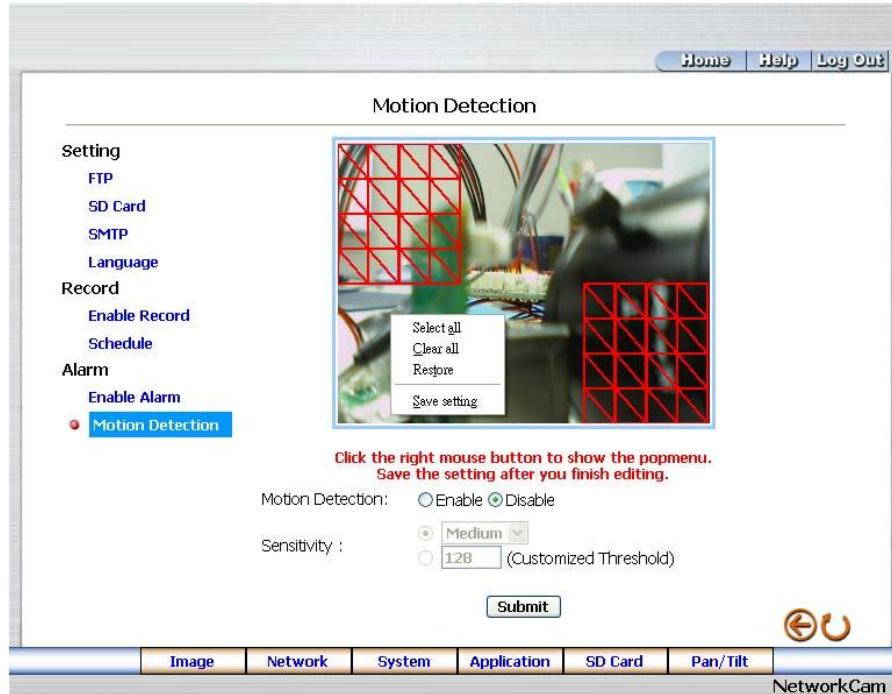 Home Help Log Out
Motion Detection
Setting
FTP
SD Card
SMTP
Language
Record
Enable Record
Schedule
Alarm
Enable Alarm
Motion Detection
Select all
Clear all
Restore
Save setting
Click the right mouse button to show the popmenu.
Save the setting after you finish editing.
Motion Detection: Enable Disable
Sensitivity : Medium
128 (Customized Threshold)
Submit
Image Network System Application SD Card Pan/Tilt
NetworkCam